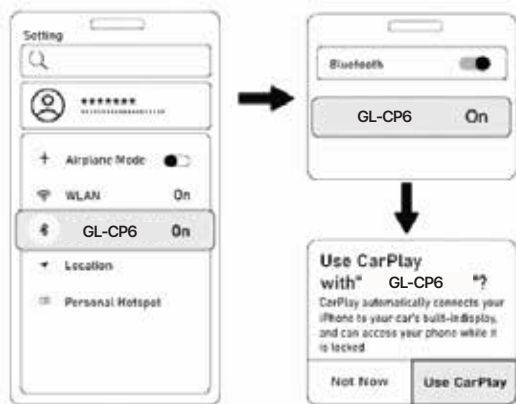 Setting
*******
Airplane Mode
WLAN On
GL-CP6 On
Location
Personal Hotspot
Bluetooth
GL-CP6 On
Use CarPlay
with" GL-CP6 "?
CarPlay automatically connects your
iPhone to your car's built-indisplay,
and can access your phone while it
is locked
Not Now Use CarPlay